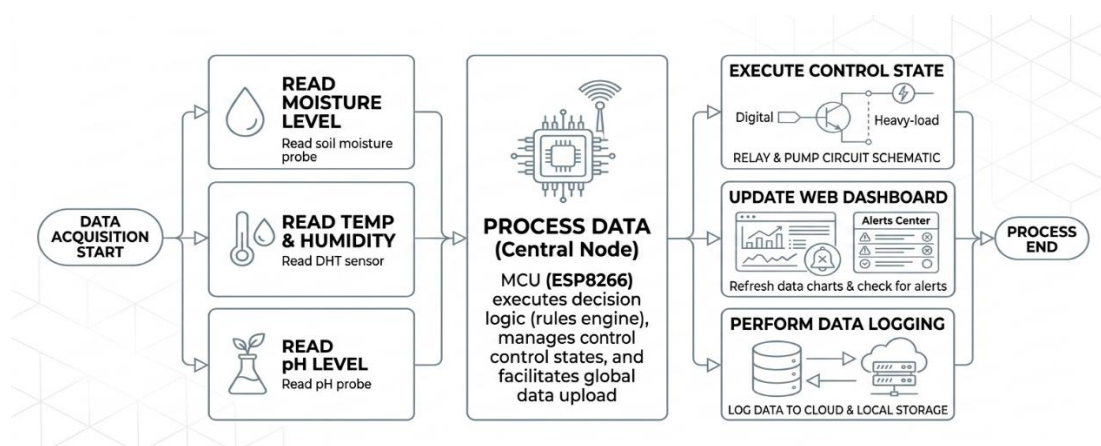 DATA
ACQUISITION
START
READ
MOISTURE
LEVEL
Read soil moisture
probe
READ TEMP
& HUMIDITY
Read DHT sensor
READ
pH LEVEL
Read pH probe
PROCESS DATA
(Central Node)
MCU (ESP8266)
executes decision
logic (rules engine),
manages control
control states, and
facilitates global
data upload
EXECUTE CONTROL STATE
Digital
Heavy-load
RELAY & PUMP CIRCUIT SCHEMATIC
UPDATE WEB DASHBOARD
Alerts Center
Refresh data charts & check for alerts
PERFORM DATA LOGGING
LOG DATA TO CLOUD & LOCAL STORAGE
PROCESS
END